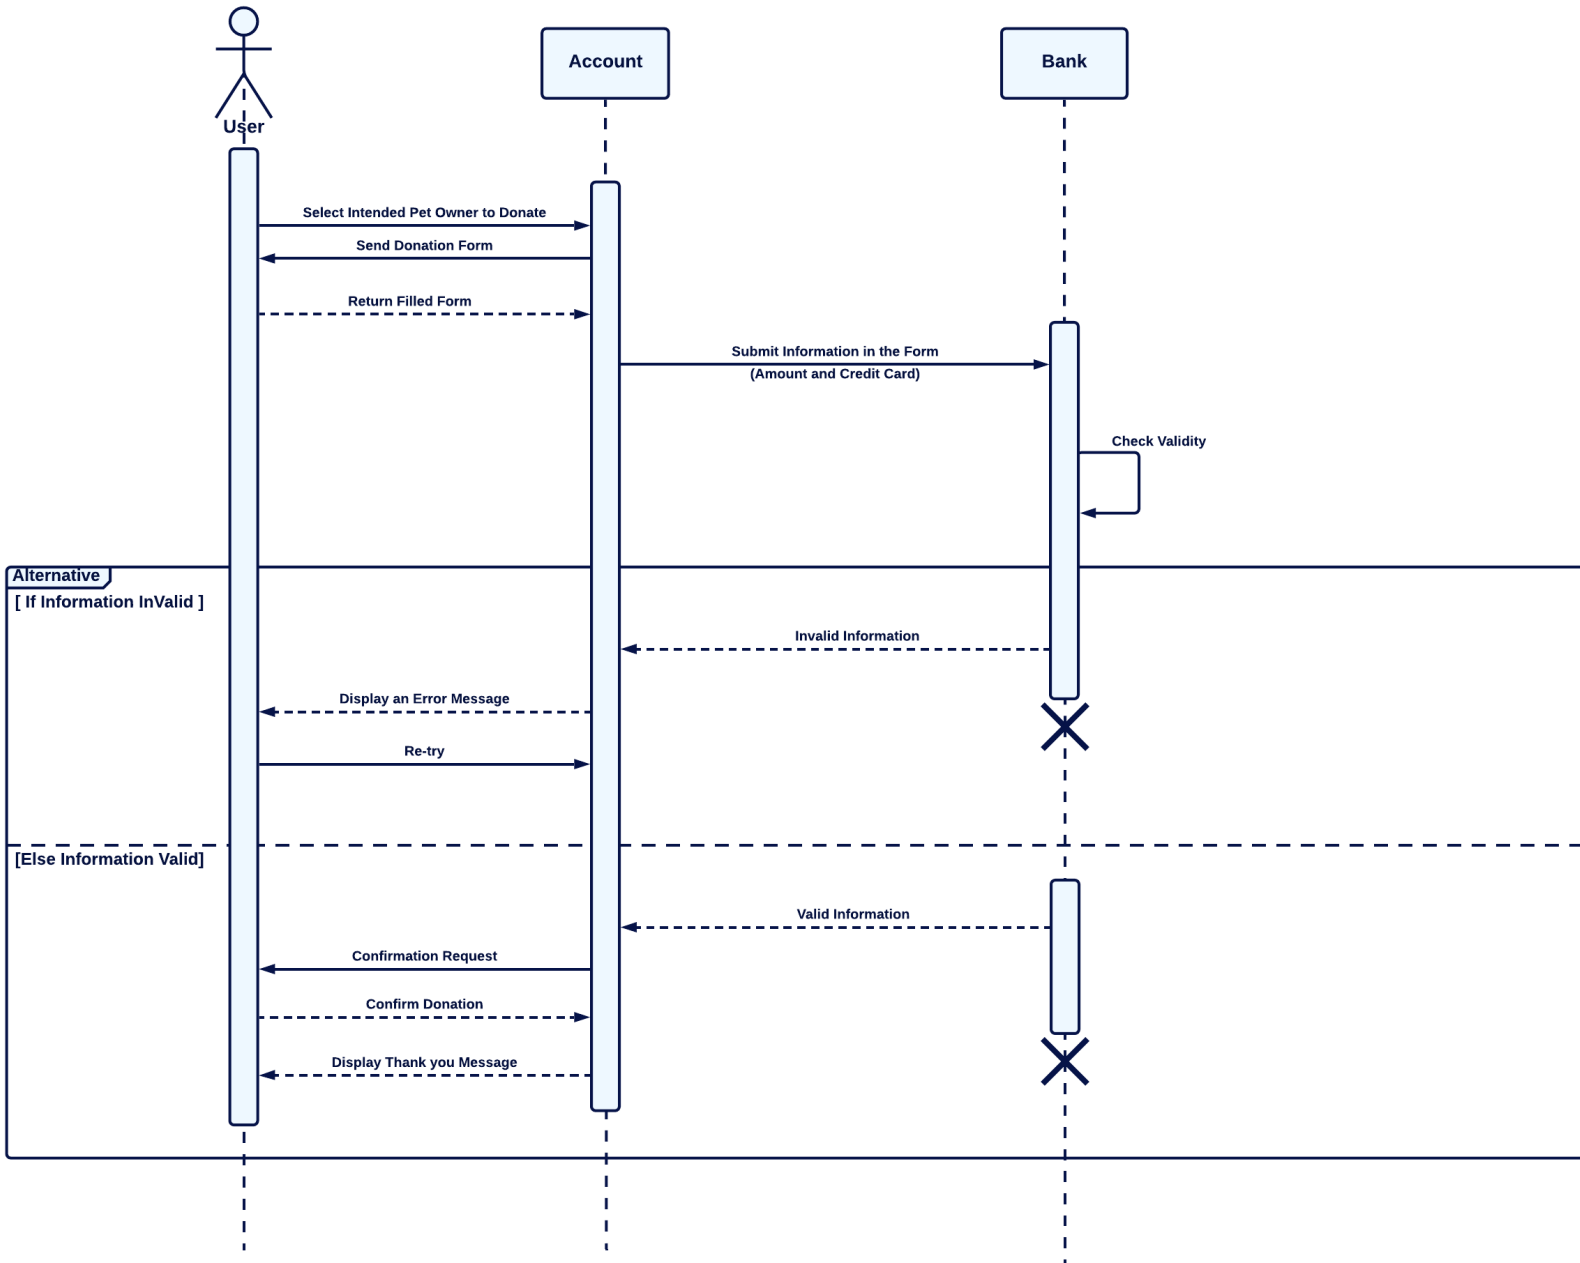 User
Account
Bank
Select Intended Pet Owner to Donate
Send Donation Form
Return Filled Form
Submit Information in the Form
(Amount and Credit Card)
Check Validity
Alternative
[ If Information InValid ]
Invalid Information
Display an Error Message
Re-try
[Else Information Valid]
Valid Information
Confirmation Request
Confirm Donation
Display Thank you Message